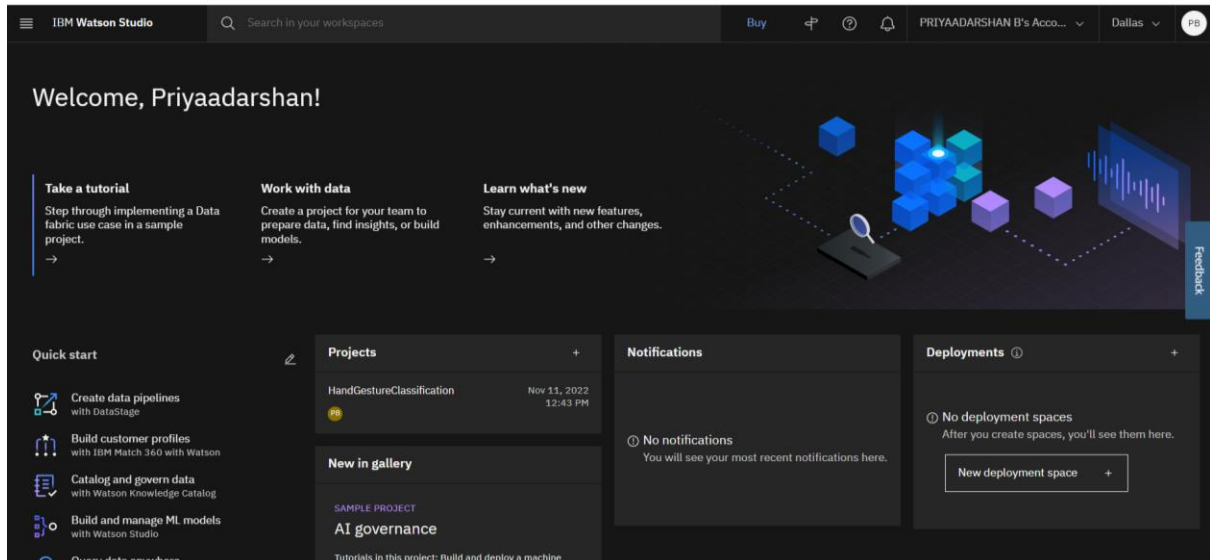 IBM Watson Studio
Search in your workspaces
Buy
PRIYAADARSHAN B's Acco...
Dallas
PB
Welcome, Priyaadarshan!
Take a tutorial
Step through implementing a Data
fabric use case in a sample
project.
Work with data
Create a project for your team to
prepare data, find insights, or build
models.
Learn what's new
Stay current with new features,
enhancements, and other changes.
Feedback
Quick start
Create data pipelines
with DataStage
Build customer profiles
with IBM Match 360 with Watson
Catalog and govern data
with Watson Knowledge Catalog
Build and manage ML models
with Watson Studio
Query data anywhere
Projects
HandGestureClassification
Nov 11, 2022
12:43 PM
PB
New in gallery
SAMPLE PROJECT
AI governance
Tutorials in this project: Build and deploy a machine
Notifications
No notifications
You will see your most recent notifications here.
Deployments
No deployment spaces
After you create spaces, you'll see them here.
New deployment space +